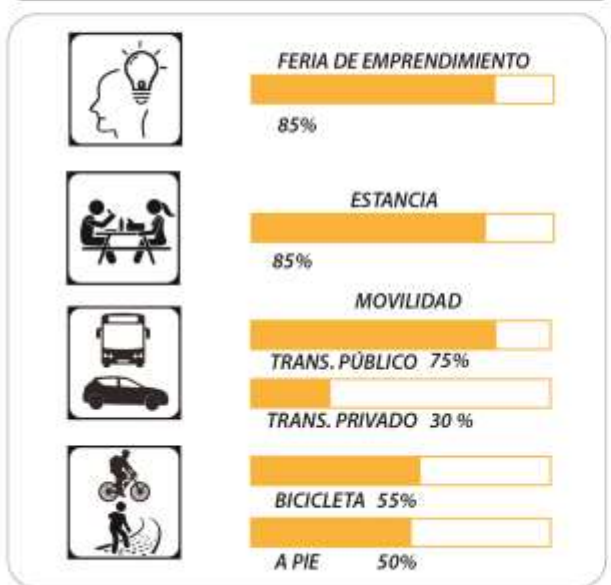 FERIA DE EMPRENDIMIENTO
85%
ESTANCIA
85%
MOVILIDAD
TRANS. PÚBLICO 75%
TRANS. PRIVADO 30 %
BICICLETA 55%
A PIE 50%